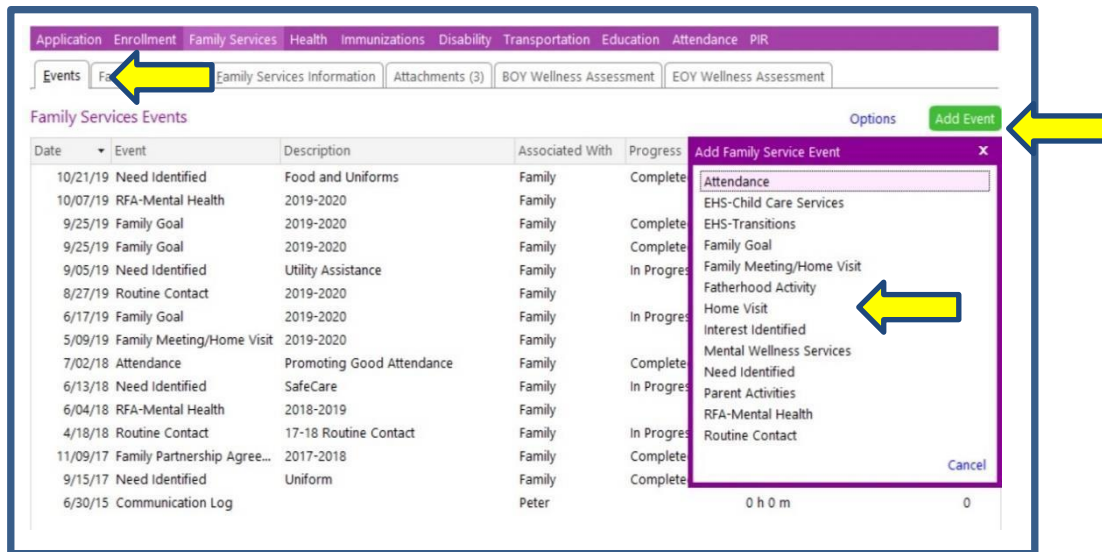 Application Enrollment Family Services Health Immunizations Disability Transportation Education Attendance PIR
Events Fa Family Services Information Attachments (3) BOY Wellness Assessment EOY Wellness Assessment
Family Services Events Options Add Event
Date Event Description Associated With Progress
10/21/19 Need Identified Food and Uniforms Family Complete
10/07/19 RFA-Mental Health 2019-2020 Family
9/25/19 Family Goal 2019-2020 Family Complete
9/25/19 Family Goal 2019-2020 Family Complete
9/05/19 Need Identified Utility Assistance Family In Progres
8/27/19 Routine Contact 2019-2020 Family
6/17/19 Family Goal 2019-2020 Family In Progres
5/09/19 Family Meeting/Home Visit 2019-2020 Family
7/02/18 Attendance Promoting Good Attendance Family Complete
6/13/18 Need Identified SafeCare Family In Progres
6/04/18 RFA-Mental Health 2018-2019 Family
4/18/18 Routine Contact 17-18 Routine Contact Family In Progres
11/09/17 Family Partnership Agree... 2017-2018 Family Complete
9/15/17 Need Identified Uniform Family Complete
6/30/15 Communication Log Peter 0 h 0 m 0
Add Family Service Event x
Attendance
EHS-Child Care Services
EHS-Transitions
Family Goal
Family Meeting/Home Visit
Fatherhood Activity
Home Visit
Interest Identified
Mental Wellness Services
Need Identified
Parent Activities
RFA-Mental Health
Routine Contact
Cancel